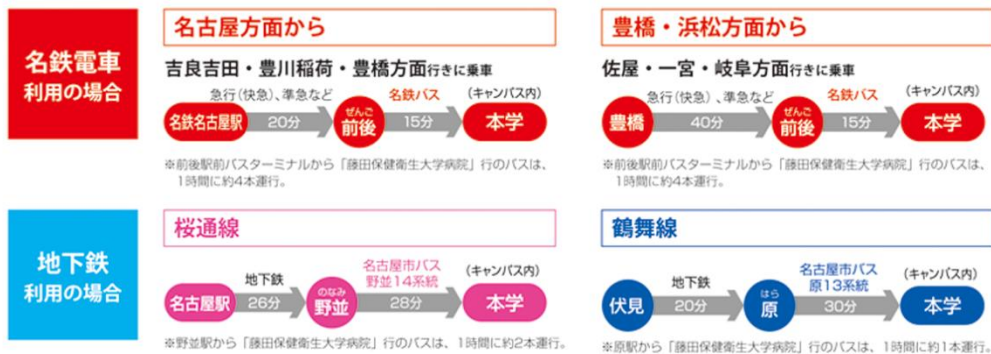 名鉄電車
利用の場合
名古屋方面から
吉良吉田・豊川稲荷・豊橋方面行きに乗車
急行(快急)、準急など
名鉄バス
(キャンパス内)
名鉄名古屋駅
20分
ぜんご
前後
15分
本学
※前後駅前バスターミナルから「藤田保健衛生大学病院」行のバスは、
1時間に約4本運行。
豊橋・浜松方面から
佐屋・一宮・岐阜方面行きに乗車
急行(快急)、準急など
名鉄バス
(キャンパス内)
豊橋
40分
ぜんご
前後
15分
本学
※前後駅前バスターミナルから「藤田保健衛生大学病院」行のバスは、
1時間に約4本運行。
地下鉄
利用の場合
桜通線
地下鉄
名古屋市バス
野並14系統
(キャンパス内)
名古屋駅
26分
のなみ
野並
28分
本学
※野並駅から「藤田保健衛生大学病院」行のバスは、1時間に約2本運行。
鶴舞線
地下鉄
名古屋市バス
原13系統
(キャンパス内)
伏見
20分
はら
原
30分
本学
※原駅から「藤田保健衛生大学病院」行のバスは、1時間に約1本運行。